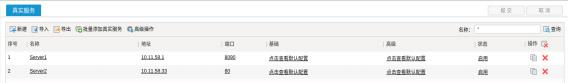 真实服务
提 交 取 消
新建 导入 导出 批量添加真实服务 高级操作 名称: * 查询
序号 名称 地址 端口 基础 高级 状态 操作
1 Server1 10.11.59.1 8080 点击查看默认配置 点击查看默认配置 启用
2 Server2 10.11.58.33 80 点击查看默认配置 点击查看默认配置 启用